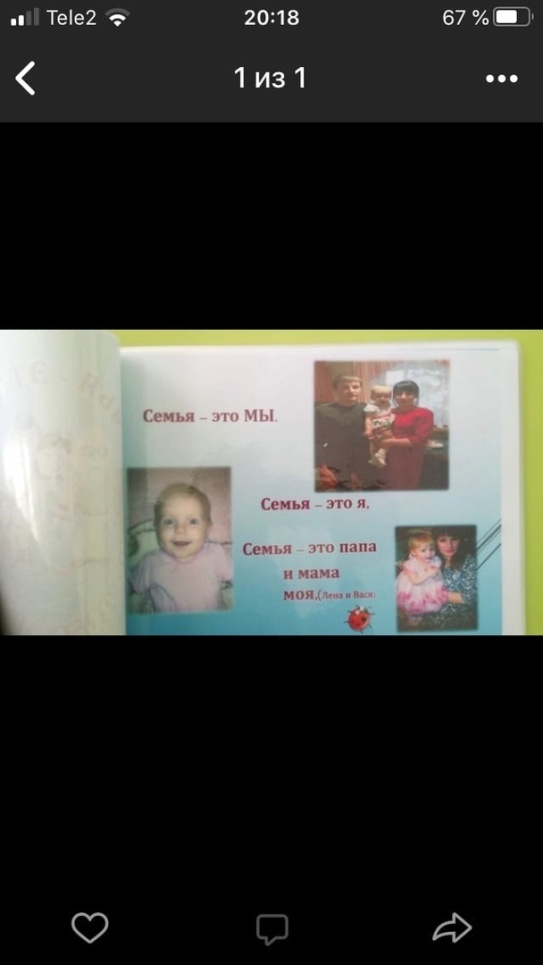 Tele2
20:18
67 %
1 из 1
Семья – это МЫ.
Семья – это я,
Семья – это папа
и мама
моя,(Лена и Вася)